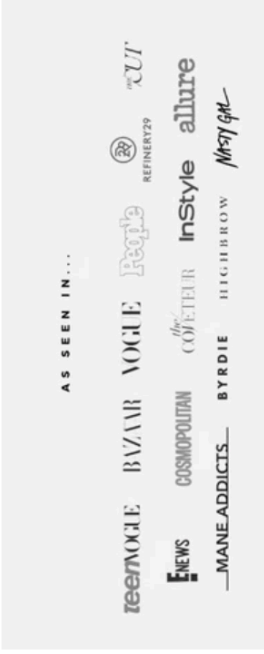 AS SEEN IN...
teenVOGUE BAZAAR VOGUE People 29 REFINERY29 THE CUT
E NEWS COSMOPOLITAN the COVETEUR InStyle allure
MANE ADDICTS BYRDIE HIGHBROW NASTY GAL